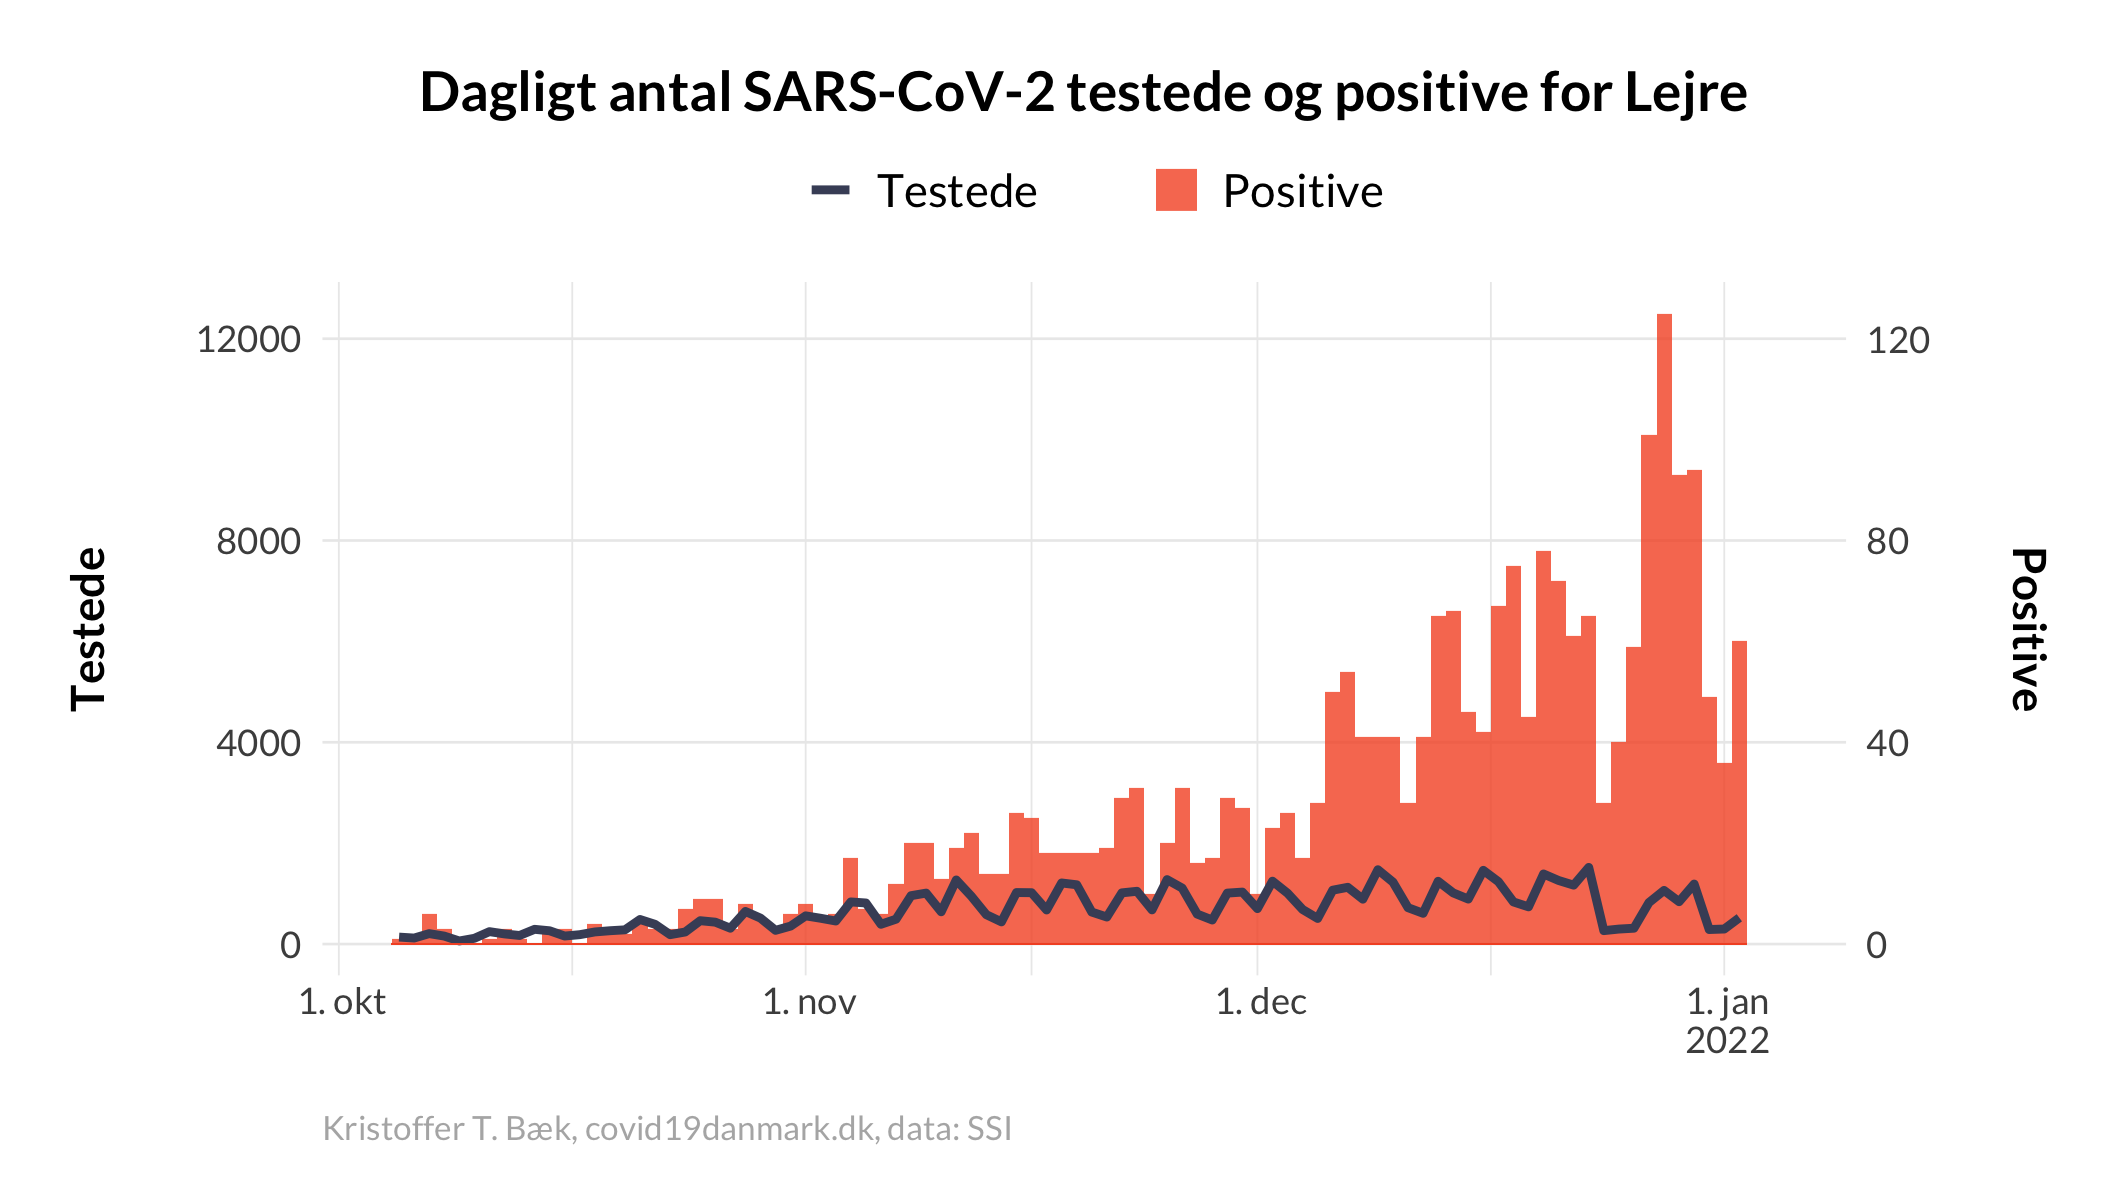 Dagligt antal SARS-CoV-2 testede og positive for Lejre
Testede
Positive
12000
8000
4000
0
120
80
40
0
Testede
Positive
1. okt
1. nov
1. dec
1. jan
2022
Kristoffer T. Bæk, covid19danmark.dk, data: SSI